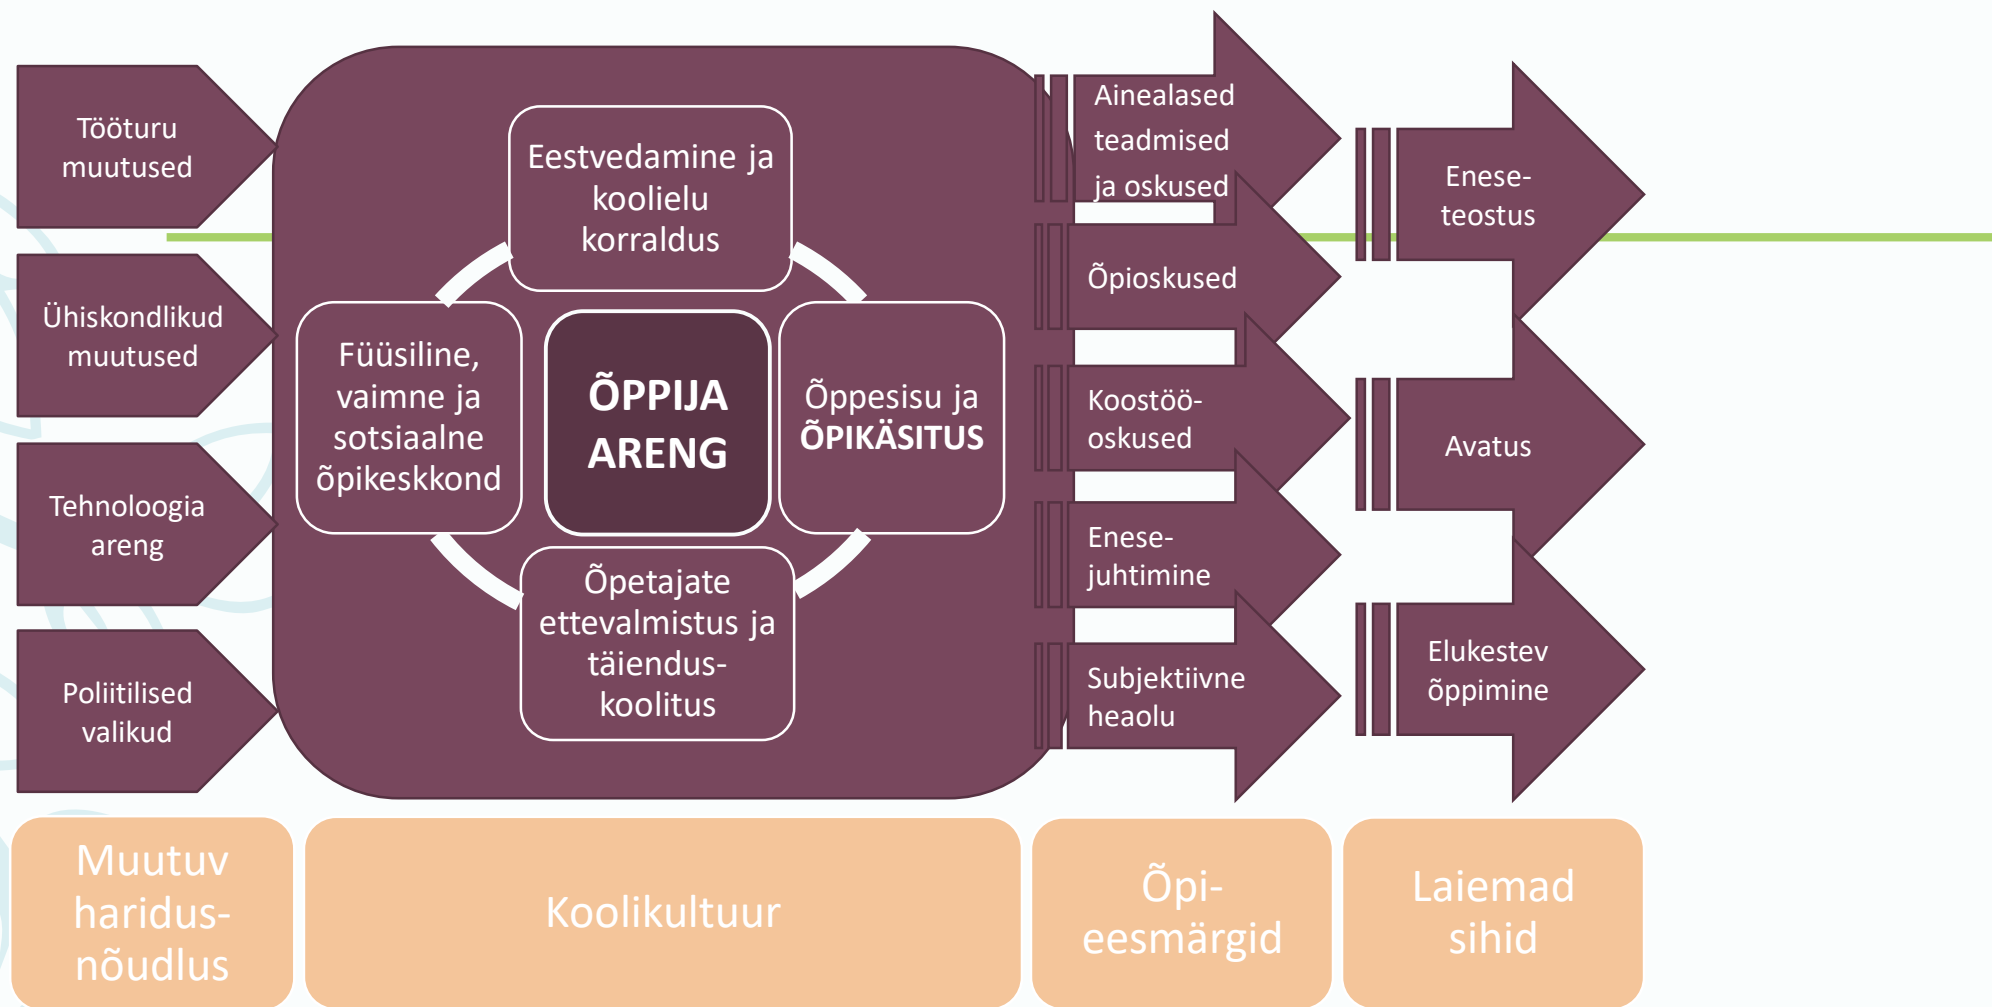 Tööturu
muutused
Ühiskondlikud
muutused
Tehnoloogia
areng
Poliitilised
valikud
Eestvedamine ja
koolielu
korraldus
Füüsiline,
vaimne ja
sotsiaalne
õpikeskkond
ÕPPIJA
ARENG
Õppesisu ja
ÕPIKÄSITUS
Õpetajate
ettevalmistus ja
täiendus-
koolitus
Ainealased
teadmised
ja oskused
Õpioskused
Koostöö-
oskused
Enese-
juhtimine
Subjektiivne
heaolu
Enese-
teostus
Avatus
Elukestev
õppimine
Muutuv
haridus-
nõudlus
Koolikultuur
Õpi-
eesmärgid
Laiemad
sihid